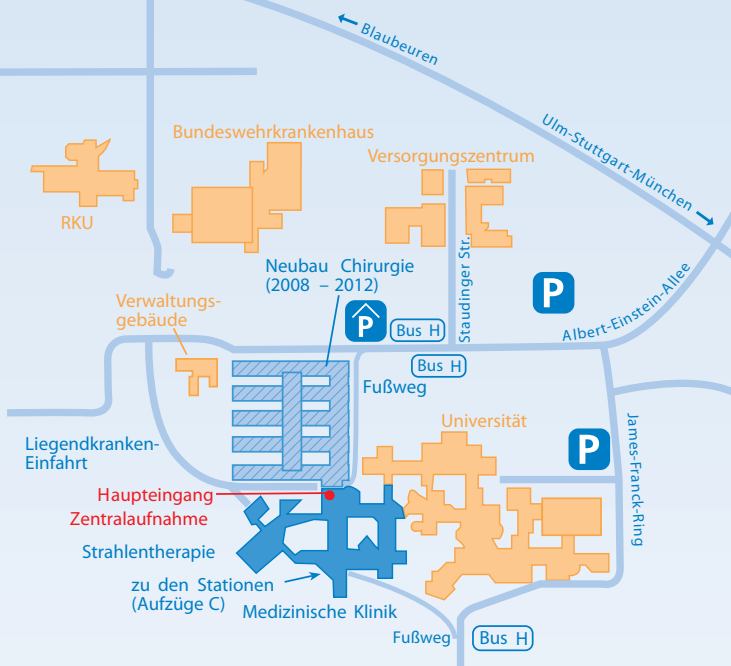 Blaubeuren
Ulm-Stuttgart-München
Bundeswehrkrankenhaus
Versorgungszentrum
RKU
Staudinger Str.
Neubau Chirurgie
(2008 – 2012)
P
Albert-Einstein-Allee
Verwaltungs-
gebäude
P
Bus H
Bus H
Fußweg
Universität
James-Franck-Ring
Liegendkranken-
Einfahrt
P
Haupteingang
Zentralaufnahme
Strahlentherapie
zu den Stationen
(Aufzüge C)
Medizinische Klinik
Fußweg
Bus H